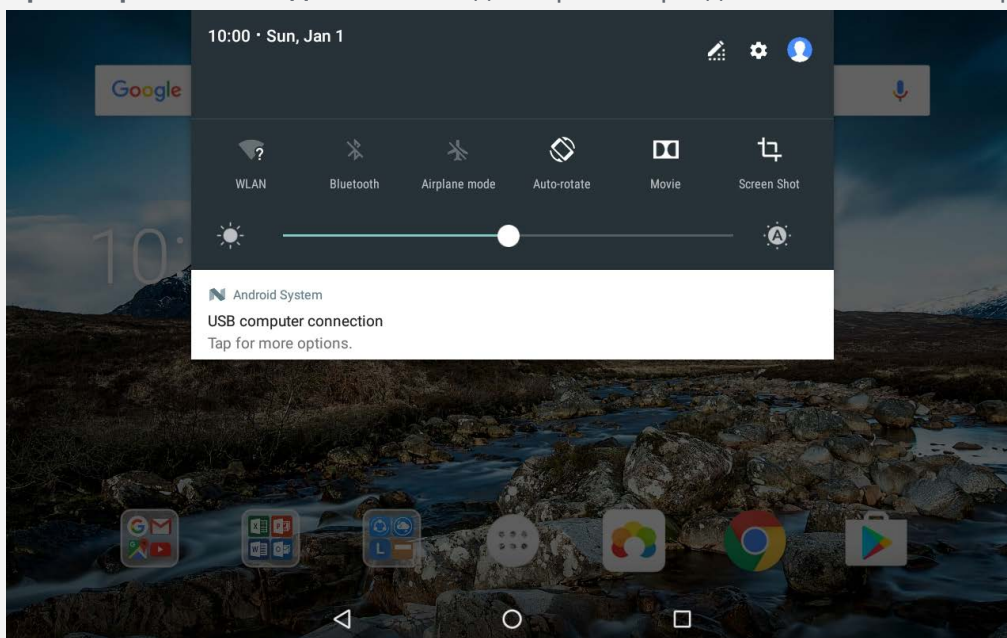 10:00 · Sun, Jan 1
Google
WLAN
Bluetooth
Airplane mode
Auto-rotate
Movie
Screen Shot
A
10:
Android System
USB computer connection
Tap for more options.